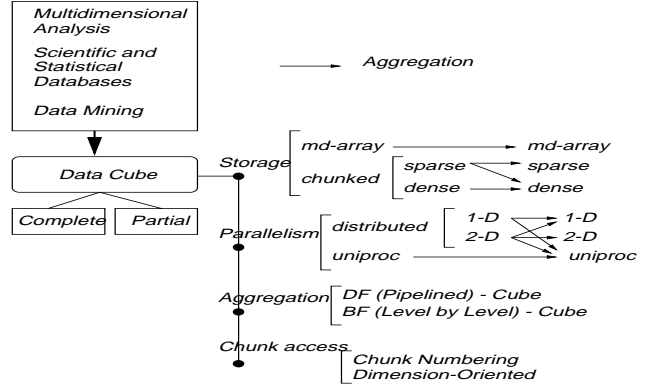 Multidimensional
Analysis
Scientific and
Statistical
Databases
Data Mining
Aggregation
Data Cube
Complete
Partial
Storage
md-array
md-array
chunked
sparse
sparse
dense
dense
Parallelism
distributed
1-D
1-D
2-D
2-D
uniproc
uniproc
Aggregation
DF (Pipelined) - Cube
BF (Level by Level) - Cube
Chunk access
Chunk Numbering
Dimension-Oriented